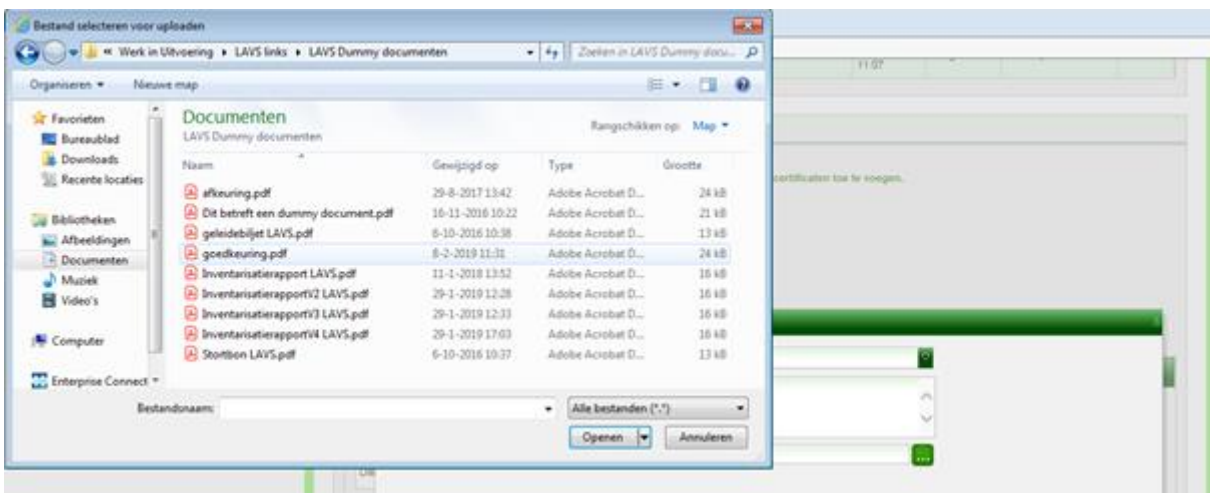 Bestand selecteren voor uploaden
« Werk in Uitvoering ▸ LAVS links ▸ LAVS Dummy documenten
Zoeken in LAVS Dummy docu...
Organiseren
Nieuwe map
Favorieten
Bureaublad
Downloads
Recente locaties
Bibliotheken
Afbeeldingen
Documenten
Muziek
Video's
Computer
Enterprise Connect
Documenten
LAVS Dummy documenten
Rangschikken op: Map
Naam Gewijzigd op Type Grootte
afkeuring.pdf 29-8-2017 13:42 Adobe Acrobat D... 24 kB
Dit betreft een dummy document.pdf 16-11-2016 10:22 Adobe Acrobat D... 21 kB
geleidebiljet LAVS.pdf 6-10-2016 10:38 Adobe Acrobat D... 13 kB
goedkeuring.pdf 8-2-2019 11:31 Adobe Acrobat D... 24 kB
Inventarisatierapport LAVS.pdf 11-1-2018 13:52 Adobe Acrobat D... 16 kB
InventarisatierapportV2 LAVS.pdf 29-1-2019 12:28 Adobe Acrobat D... 16 kB
InventarisatierapportV3 LAVS.pdf 29-1-2019 12:33 Adobe Acrobat D... 16 kB
InventarisatierapportV4 LAVS.pdf 29-1-2019 17:03 Adobe Acrobat D... 16 kB
Stortbon LAVS.pdf 6-10-2016 10:37 Adobe Acrobat D... 13 kB
Bestandsnaam:
Alle bestanden (*.*)
Openen
Annuleren
11:07
certificaten toe te voegen.